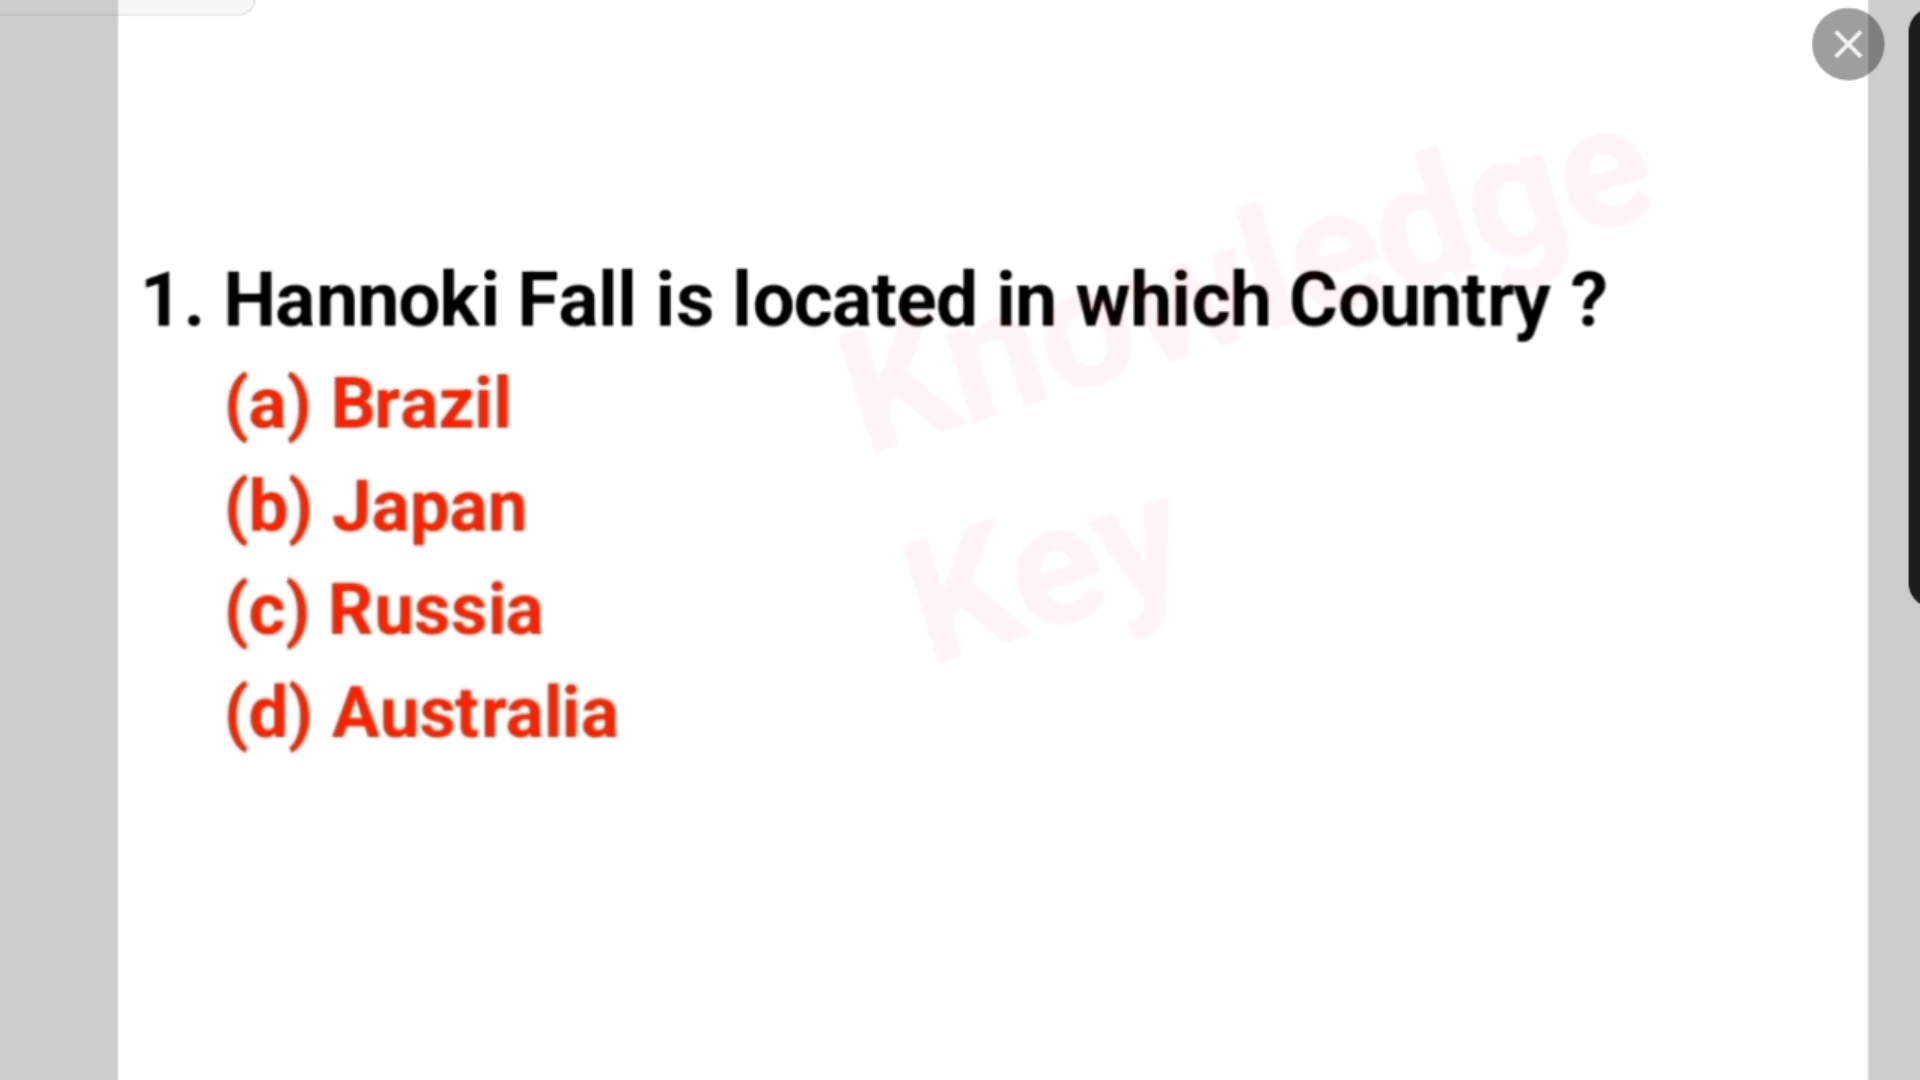 Knowledge
1. Hannoki Fall is located in which Country ?
(a) Brazil
(b) Japan
Key
(c) Russia
(d) Australia